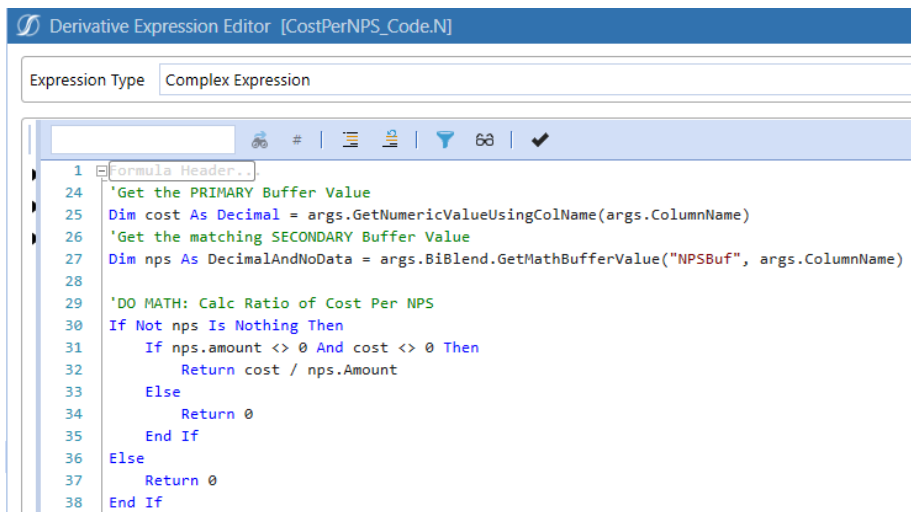 Derivative Expression Editor [CostPerNPS_Code.N]
Expression Type Complex Expression
#
1 Formula Header...
24 'Get the PRIMARY Buffer Value
25 Dim cost As Decimal = args.GetNumericValueUsingColName(args.ColumnName)
26 'Get the matching SECONDARY Buffer Value
27 Dim nps As DecimalAndNoData = args.BiBlend.GetMathBufferValue("NPSBuf", args.ColumnName)
28
29 'DO MATH: Calc Ratio of Cost Per NPS
30 If Not nps Is Nothing Then
31 If nps.amount <> 0 And cost <> 0 Then
32 Return cost / nps.Amount
33 Else
34 Return 0
35 End If
36 Else
37 Return 0
38 End If